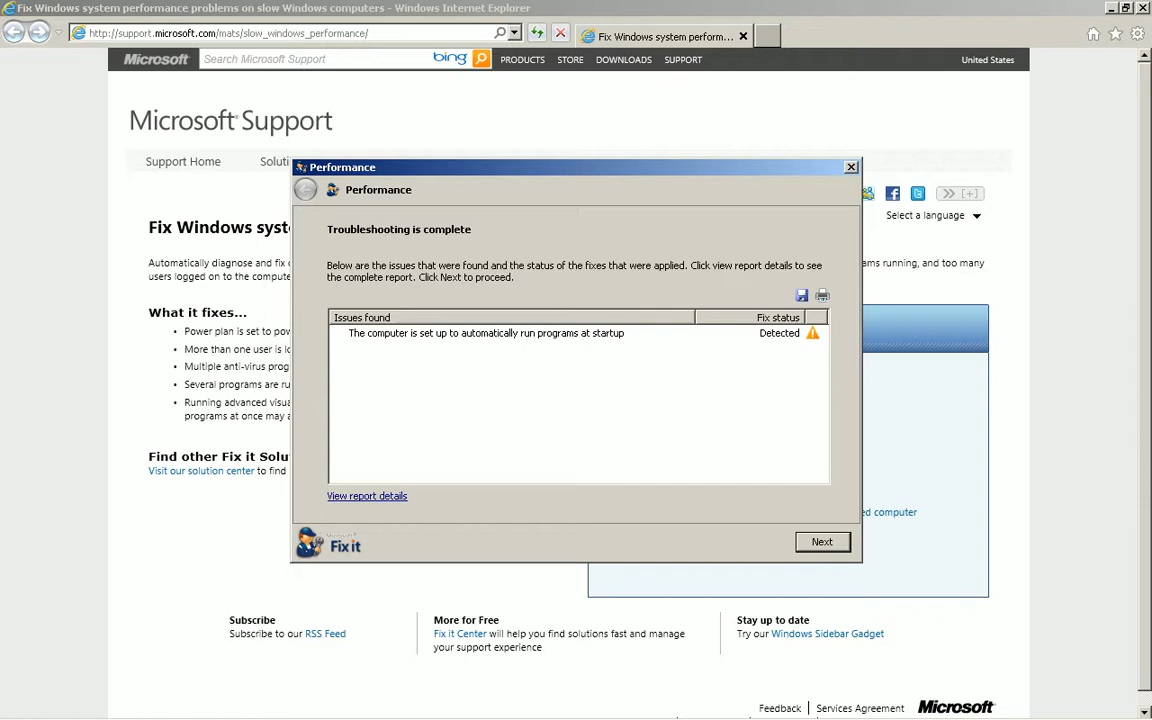 Fix Windows system performance problems on slow Windows computers - Windows Internet Explorer
http://support.microsoft.com/mats/slow_windows_performance/
Fix Windows system perform...
Microsoft
Search Microsoft Support
bing
PRODUCTS STORE DOWNLOADS SUPPORT
United States
Microsoft Support
Support Home
Soluti
Performance
Performance
[+]
Select a language
Fix Windows syste
Troubleshooting is complete
Automatically diagnose and fix
ams running, and too many
users logged on to the compute
Below are the issues that were found and the status of the fixes that were applied. Click view report details to see
the complete report. Click Next to proceed.
What it fixes...
Issues found
Fix status
• Power plan is set to pow
The computer is set up to automatically run programs at startup
Detected
• More than one user is lo
• Multiple anti-virus prog
• Several programs are ru
• Running advanced visua
programs at once may a
Find other Fix it Solu
Visit our solution center to find
View report details
ed computer
Microsoft
Fix it
Next
Subscribe
Subscribe to our RSS Feed
More for Free
Fix it Center will help you find solutions fast and manage
your support experience
Stay up to date
Try our Windows Sidebar Gadget
Feedback | Services Agreement
Microsoft